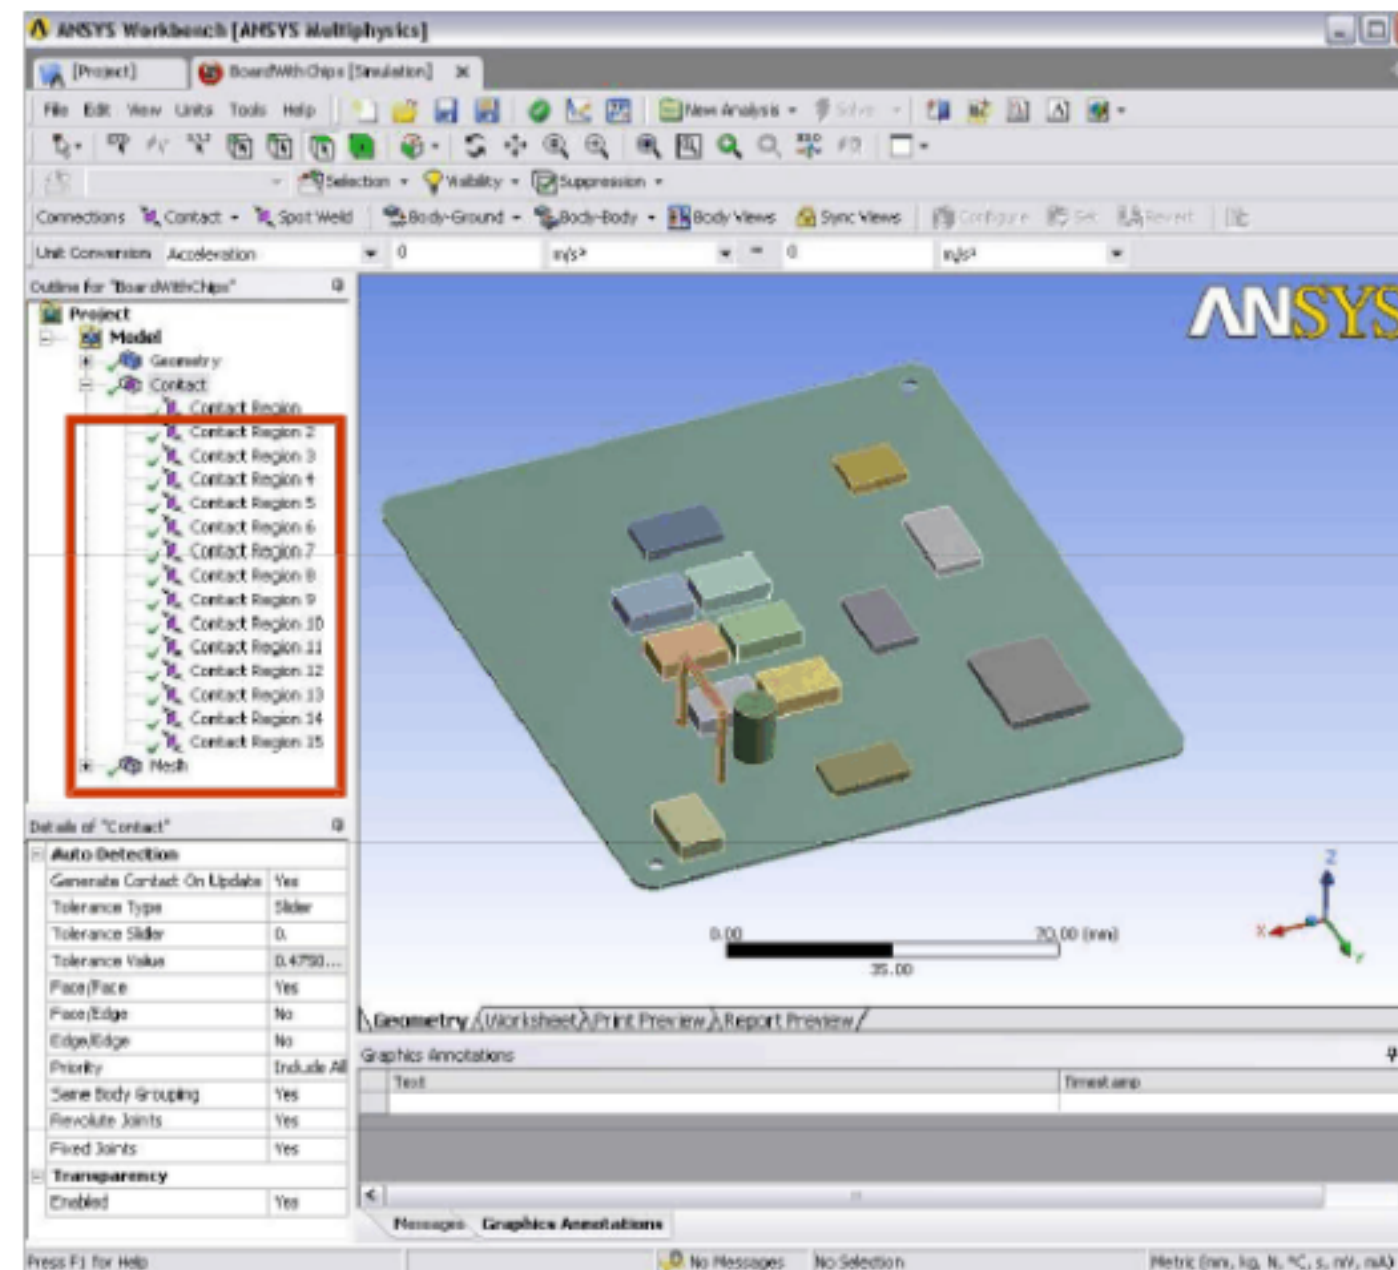 ANSYS Workbench [ANSYS Multiphysics]
[Project] BoardWithChips [Simulation]
File Edit View Units Tools Help New Analysis Solve
Selection Visibility Suppression
Connections Contact Spot Weld Body-Ground Body-Body Body Views Sync Views Configure Set Revert
Unit Conversion Acceleration 0 m/s² = 0 m/s²
Outline for "BoardWithChips"
Project
Model
Geometry
Contact
Contact Region
Contact Region 2
Contact Region 3
Contact Region 4
Contact Region 5
Contact Region 6
Contact Region 7
Contact Region 8
Contact Region 9
Contact Region 10
Contact Region 11
Contact Region 12
Contact Region 13
Contact Region 14
Contact Region 15
Mesh
ANSYS
Details of "Contact"
Auto Detection
Generate Contact On Update Yes
Tolerance Type Slider
Tolerance Slider 0.
Tolerance Value 0.4750...
Face/Face Yes
Face/Edge No
Edge/Edge No
Priority Include All
Same Body Grouping Yes
Revolute Joints Yes
Fixed Joints Yes
Transparency
Enabled Yes
0.00 70.00 (mm)
35.00
Z
X
Y
Geometry Worksheet Print Preview Report Preview
Graphics Annotations
Text Timestamp
Messages Graphics Annotations
Press F1 for Help No Messages No Selection Metric (mm, kg, N, °C, s, mV, mA)